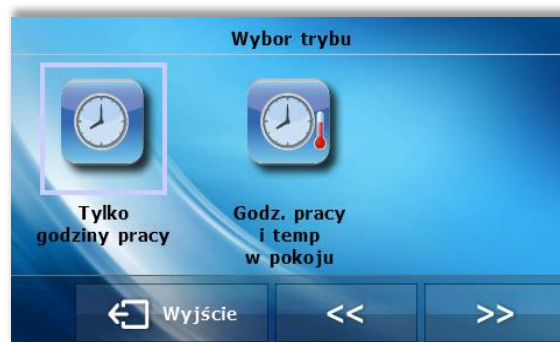 Wybor trybu
Tylko
godziny pracy
Godz. pracy
i temp
w pokoju
Wyjście
<<
>>